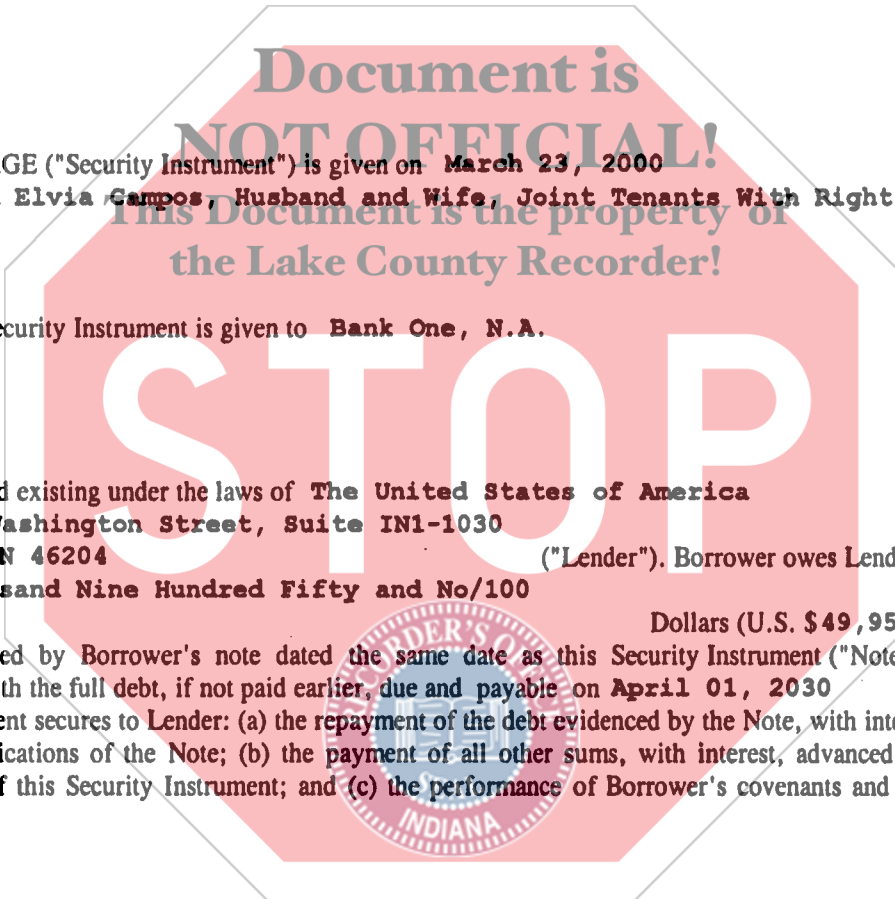 Document is
NOT OFFICIAL!
GE ("Security Instrument") is given on March 23, 2000
Elvia Campos, Husband and Wife, Joint Tenants With Right
This Document is the property of
the Lake County Recorder!
curity Instrument is given to Bank One, N.A.
STOP
d existing under the laws of The United States of America
Washington Street, Suite IN1-1030
N 46204 ("Lender"). Borrower owes Lend
sand Nine Hundred Fifty and No/100
Dollars (U.S. $49,95
ed by Borrower's note dated the same date as this Security Instrument ("Note
th the full debt, if not paid earlier, due and payable on April 01, 2030
ent secures to Lender: (a) the repayment of the debt evidenced by the Note, with inte
ications of the Note; (b) the payment of all other sums, with interest, advanced
f this Security Instrument; and (c) the performance of Borrower's covenants and
RECORDER'S OFFICE
INDIANA